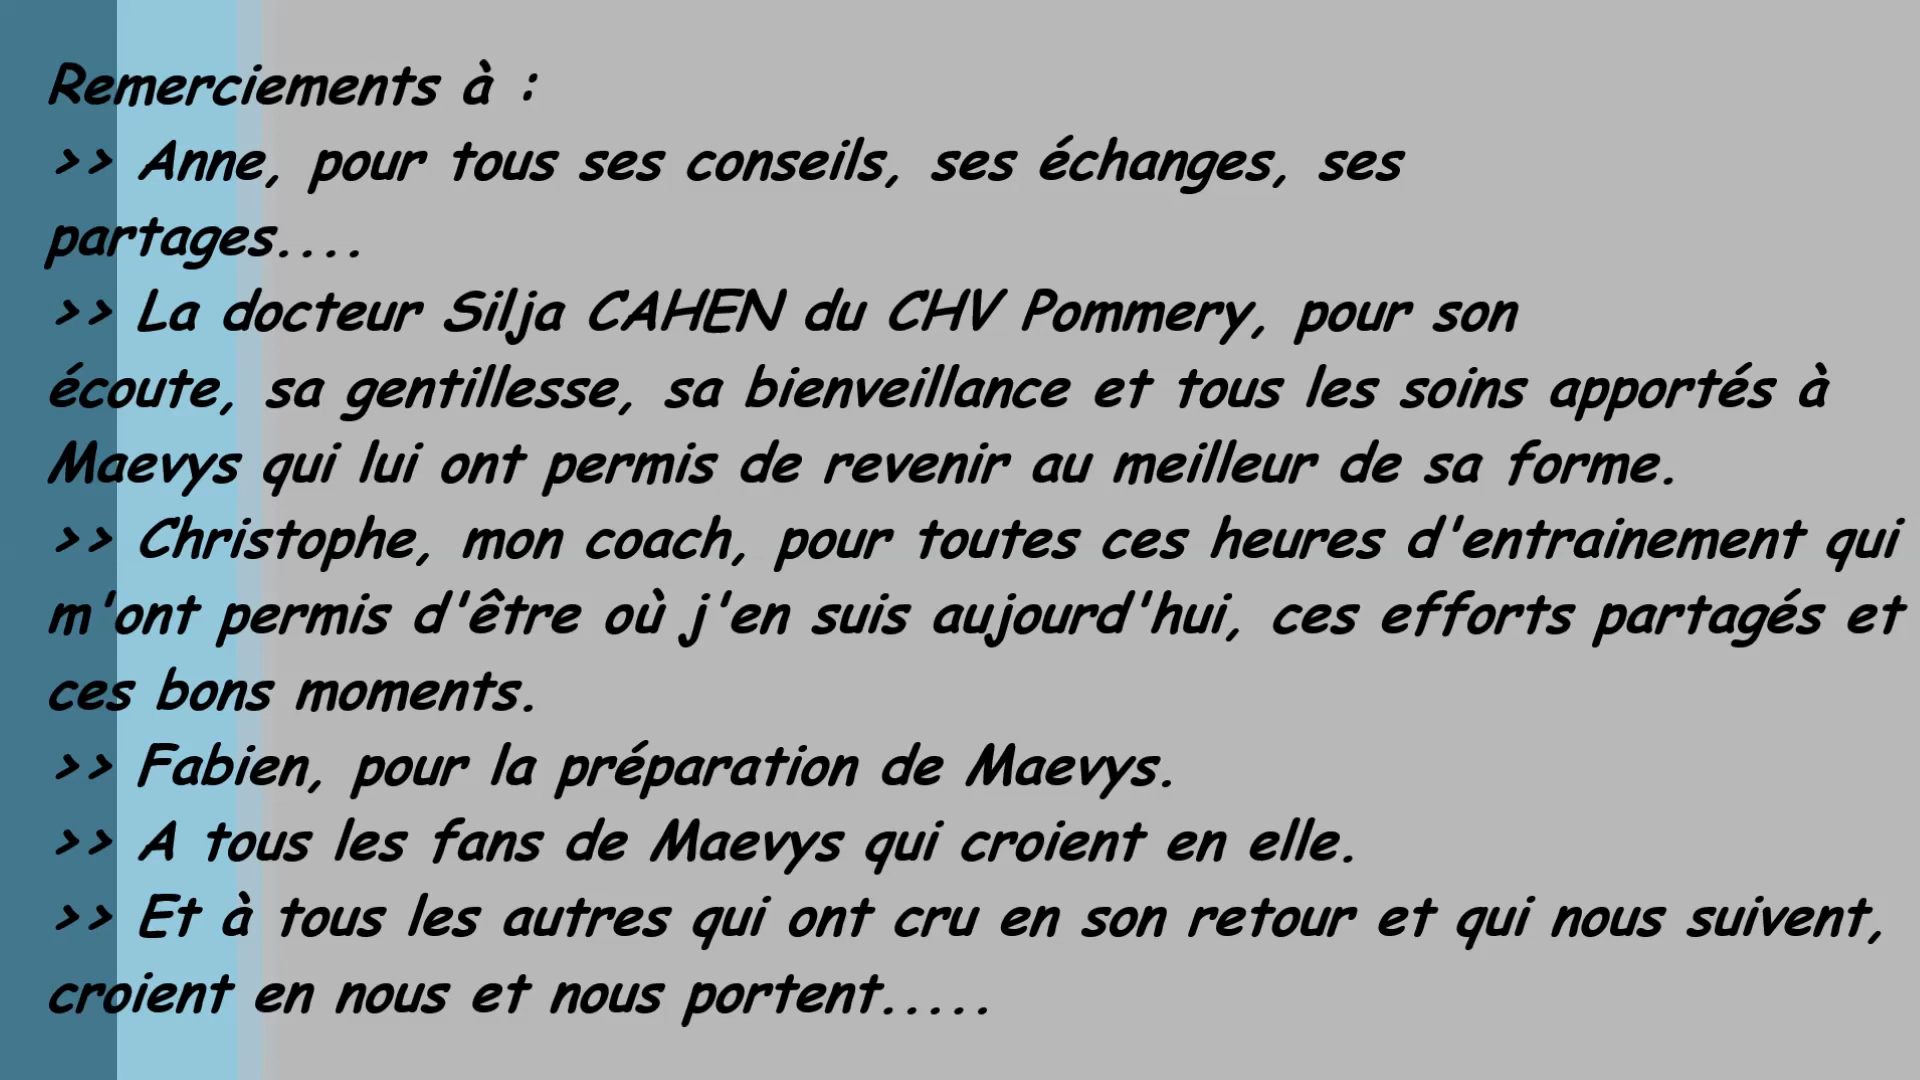 Remerciements à :
>> Anne, pour tous ses conseils, ses échanges, ses
partages....
>> La docteur Silja CAHEN du CHV Pommery, pour son
écoute, sa gentillesse, sa bienveillance et tous les soins apportés à
Maevys qui lui ont permis de revenir au meilleur de sa forme.
>> Christophe, mon coach, pour toutes ces heures d'entrainement qui
m'ont permis d'être où j'en suis aujourd'hui, ces efforts partagés et
ces bons moments.
>> Fabien, pour la préparation de Maevys.
>> A tous les fans de Maevys qui croient en elle.
>> Et à tous les autres qui ont cru en son retour et qui nous suivent,
croient en nous et nous portent.....